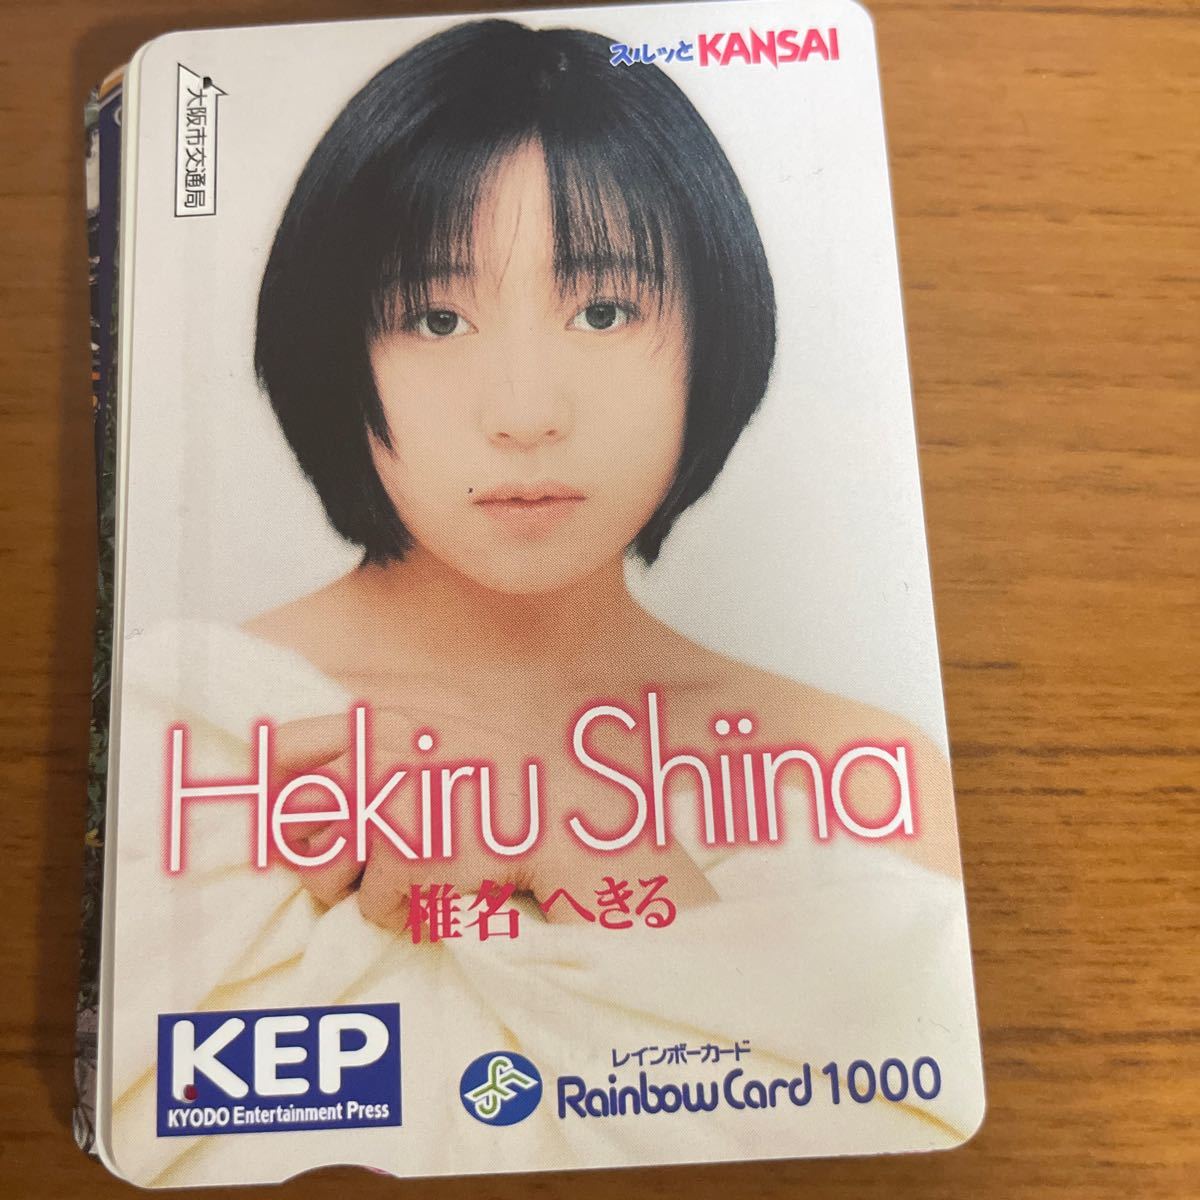 スルッとKANSAI
大阪市交通局
Hekiru Shiina
椎名へきる
KEP
KYODO Entertainment Press
レインボーカード
Rainbow Card 1000